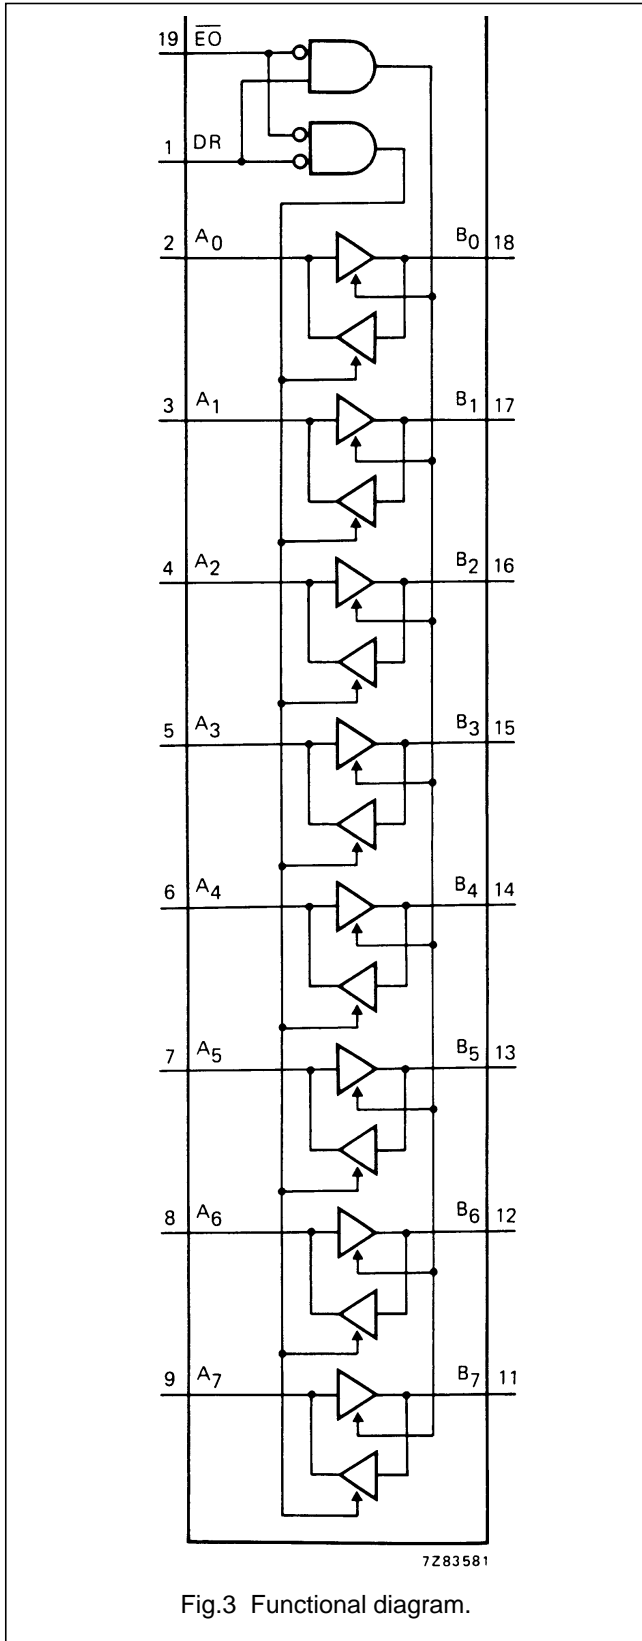 19 EO
1 DR
2 A0 B0 18
3 A1 B1 17
4 A2 B2 16
5 A3 B3 15
6 A4 B4 14
7 A5 B5 13
8 A6 B6 12
9 A7 B7 11
7Z83581
Fig.3 Functional diagram.